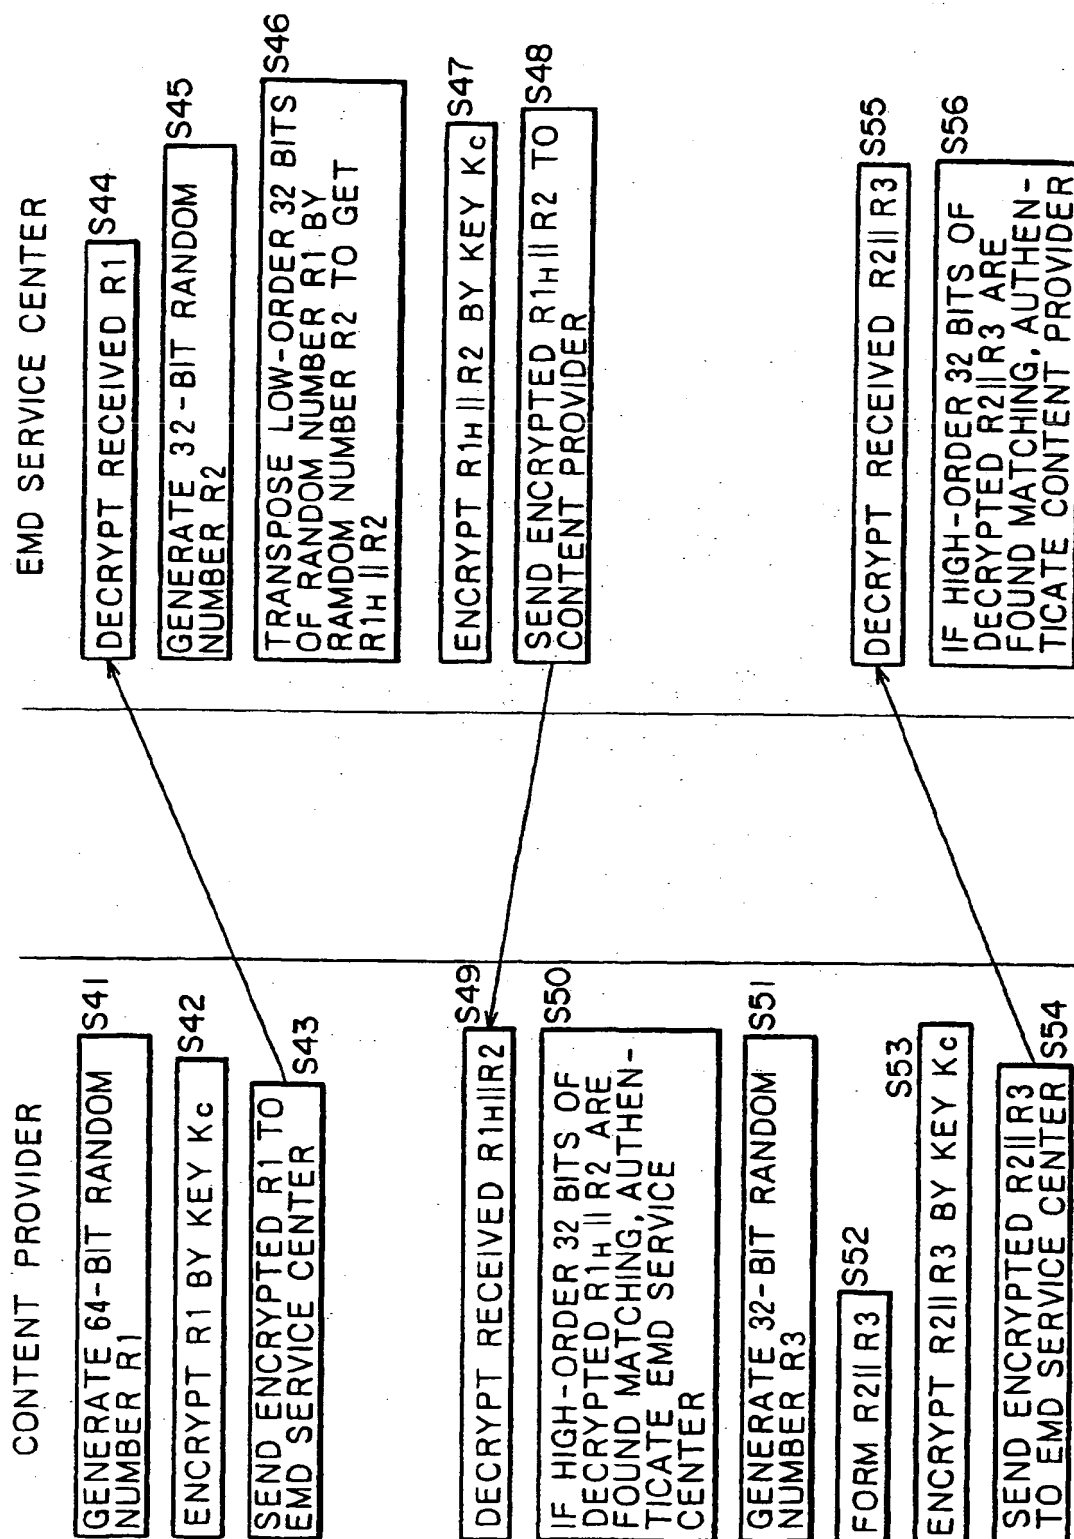 CONTENT PROVIDER
GENERATE 64-BIT RANDOM
NUMBER R1
S41
ENCRYPT R1 BY KEY Kc
S42
SEND ENCRYPTED R1 TO
EMD SERVICE CENTER
S43
DECRYPT RECEIVED R1H||R2
S49
IF HIGH-ORDER 32 BITS OF
DECRYPTED R1H || R2 ARE
FOUND MATCHING, AUTHEN-
TICATE EMD SERVICE
CENTER
S50
GENERATE 32-BIT RANDOM
NUMBER R3
S51
FORM R2|| R3
S52
ENCRYPT R2|| R3 BY KEY Kc
S53
SEND ENCRYPTED R2|| R3
TO EMD SERVICE CENTER
S54
EMD SERVICE CENTER
DECRYPT RECEIVED R1
S44
GENERATE 32-BIT RANDOM
NUMBER R2
S45
TRANSPOSE LOW-ORDER 32 BITS
OF RANDOM NUMBER R1 BY
RAMDOM NUMBER R2 TO GET
R1H || R2
S46
ENCRYPT R1H || R2 BY KEY Kc
S47
SEND ENCRYPTED R1H || R2 TO
CONTENT PROVIDER
S48
DECRYPT RECEIVED R2|| R3
S55
IF HIGH-ORDER 32 BITS OF
DECRYPTED R2|| R3 ARE
FOUND MATCHING, AUTHEN-
TICATE CONTENT PROVIDER
S56